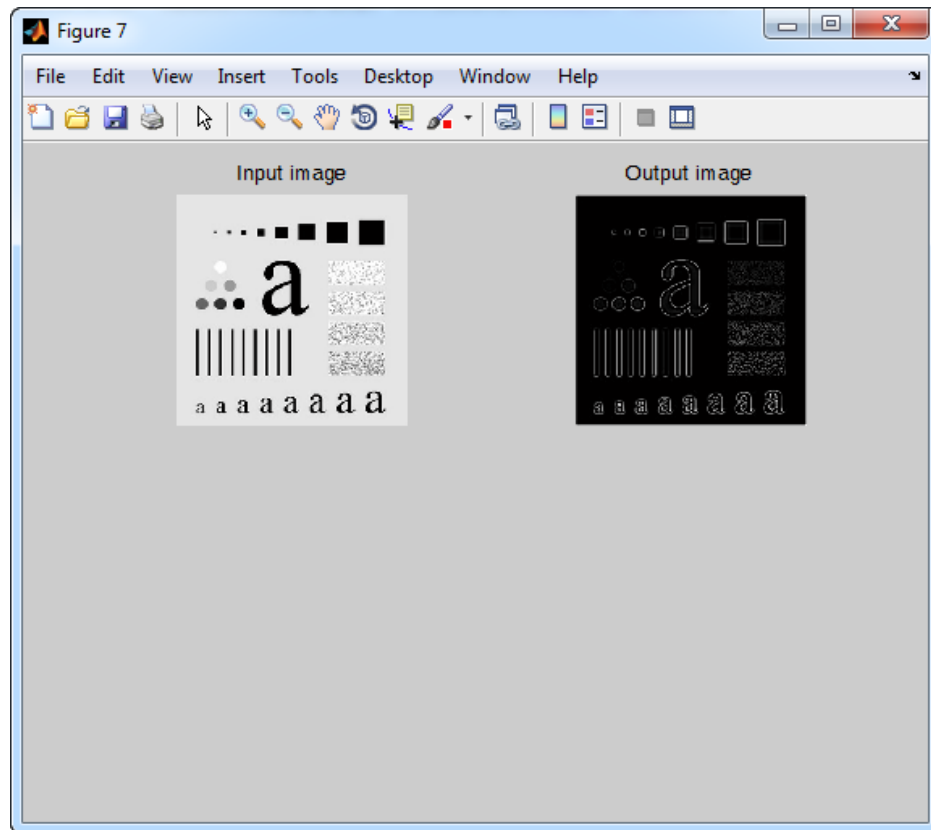 Figure 7
File Edit View Insert Tools Desktop Window Help
Input image Output image
a a
a a a a a a a a a a a a a a a a